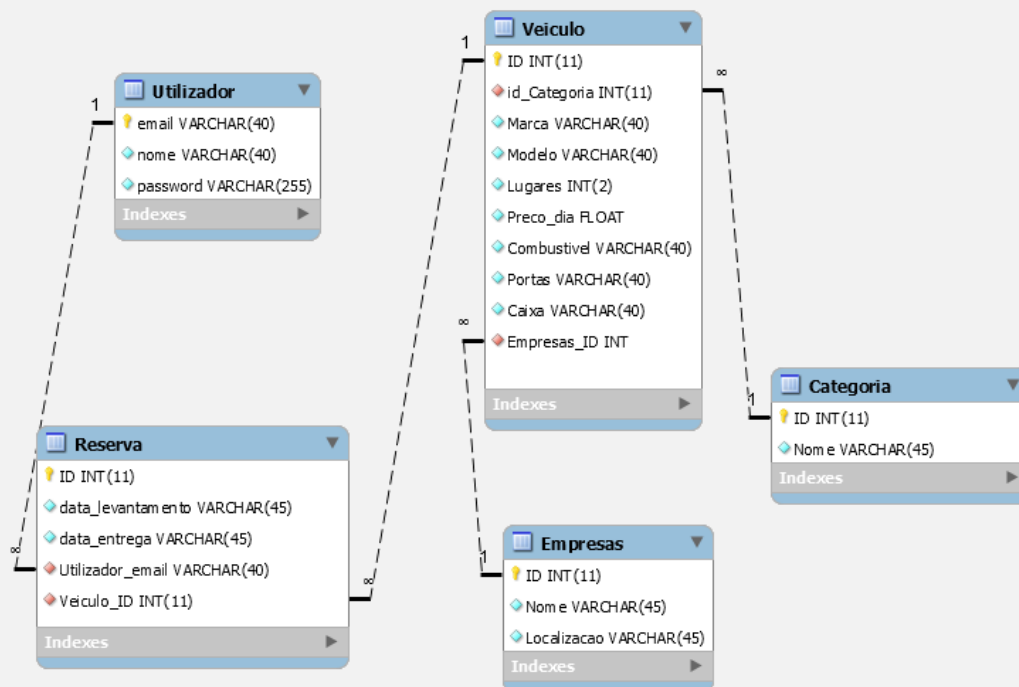 Utilizador
email VARCHAR(40)
nome VARCHAR(40)
password VARCHAR(255)
Indexes
1
∞
Veiculo
ID INT(11)
id_Categoria INT(11)
Marca VARCHAR(40)
Modelo VARCHAR(40)
Lugares INT(2)
Preco_dia FLOAT
Combustivel VARCHAR(40)
Portas VARCHAR(40)
Caixa VARCHAR(40)
Empresas_ID INT
Indexes
1
∞
∞
1
Categoria
ID INT(11)
Nome VARCHAR(45)
Indexes
Reserva
ID INT(11)
data_levantamento VARCHAR(45)
data_entrega VARCHAR(45)
Utilizador_email VARCHAR(40)
Veiculo_ID INT(11)
Indexes
∞
1
Empresas
ID INT(11)
Nome VARCHAR(45)
Localizacao VARCHAR(45)
Indexes